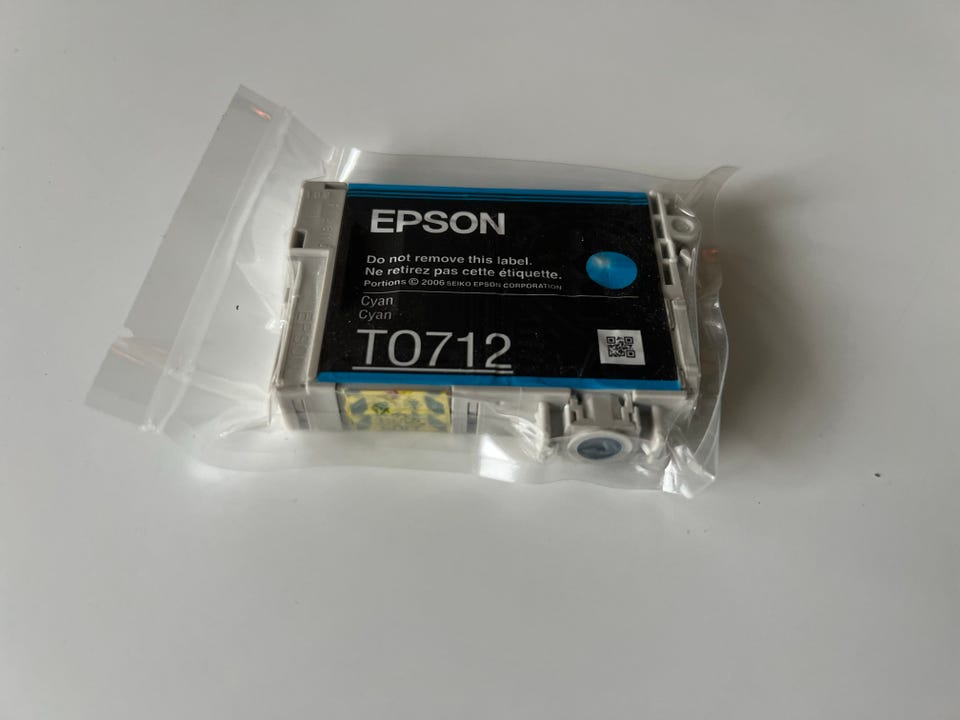 EPSON
Do not remove this label.
Ne retirez pas cette étiquette.
Portions © 2006 SEIKO EPSON CORPORATION
Cyan
Cyan
T0712
EPSON